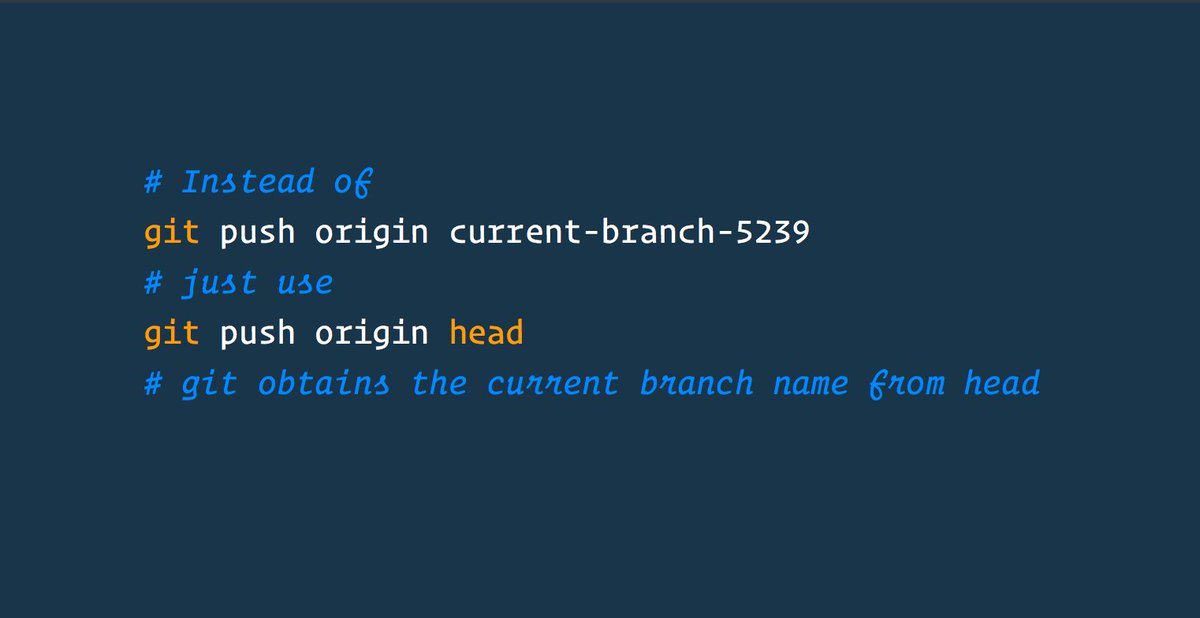 # Instead of
git push origin current-branch-5239
# just use
git push origin head
# git obtains the current branch name from head